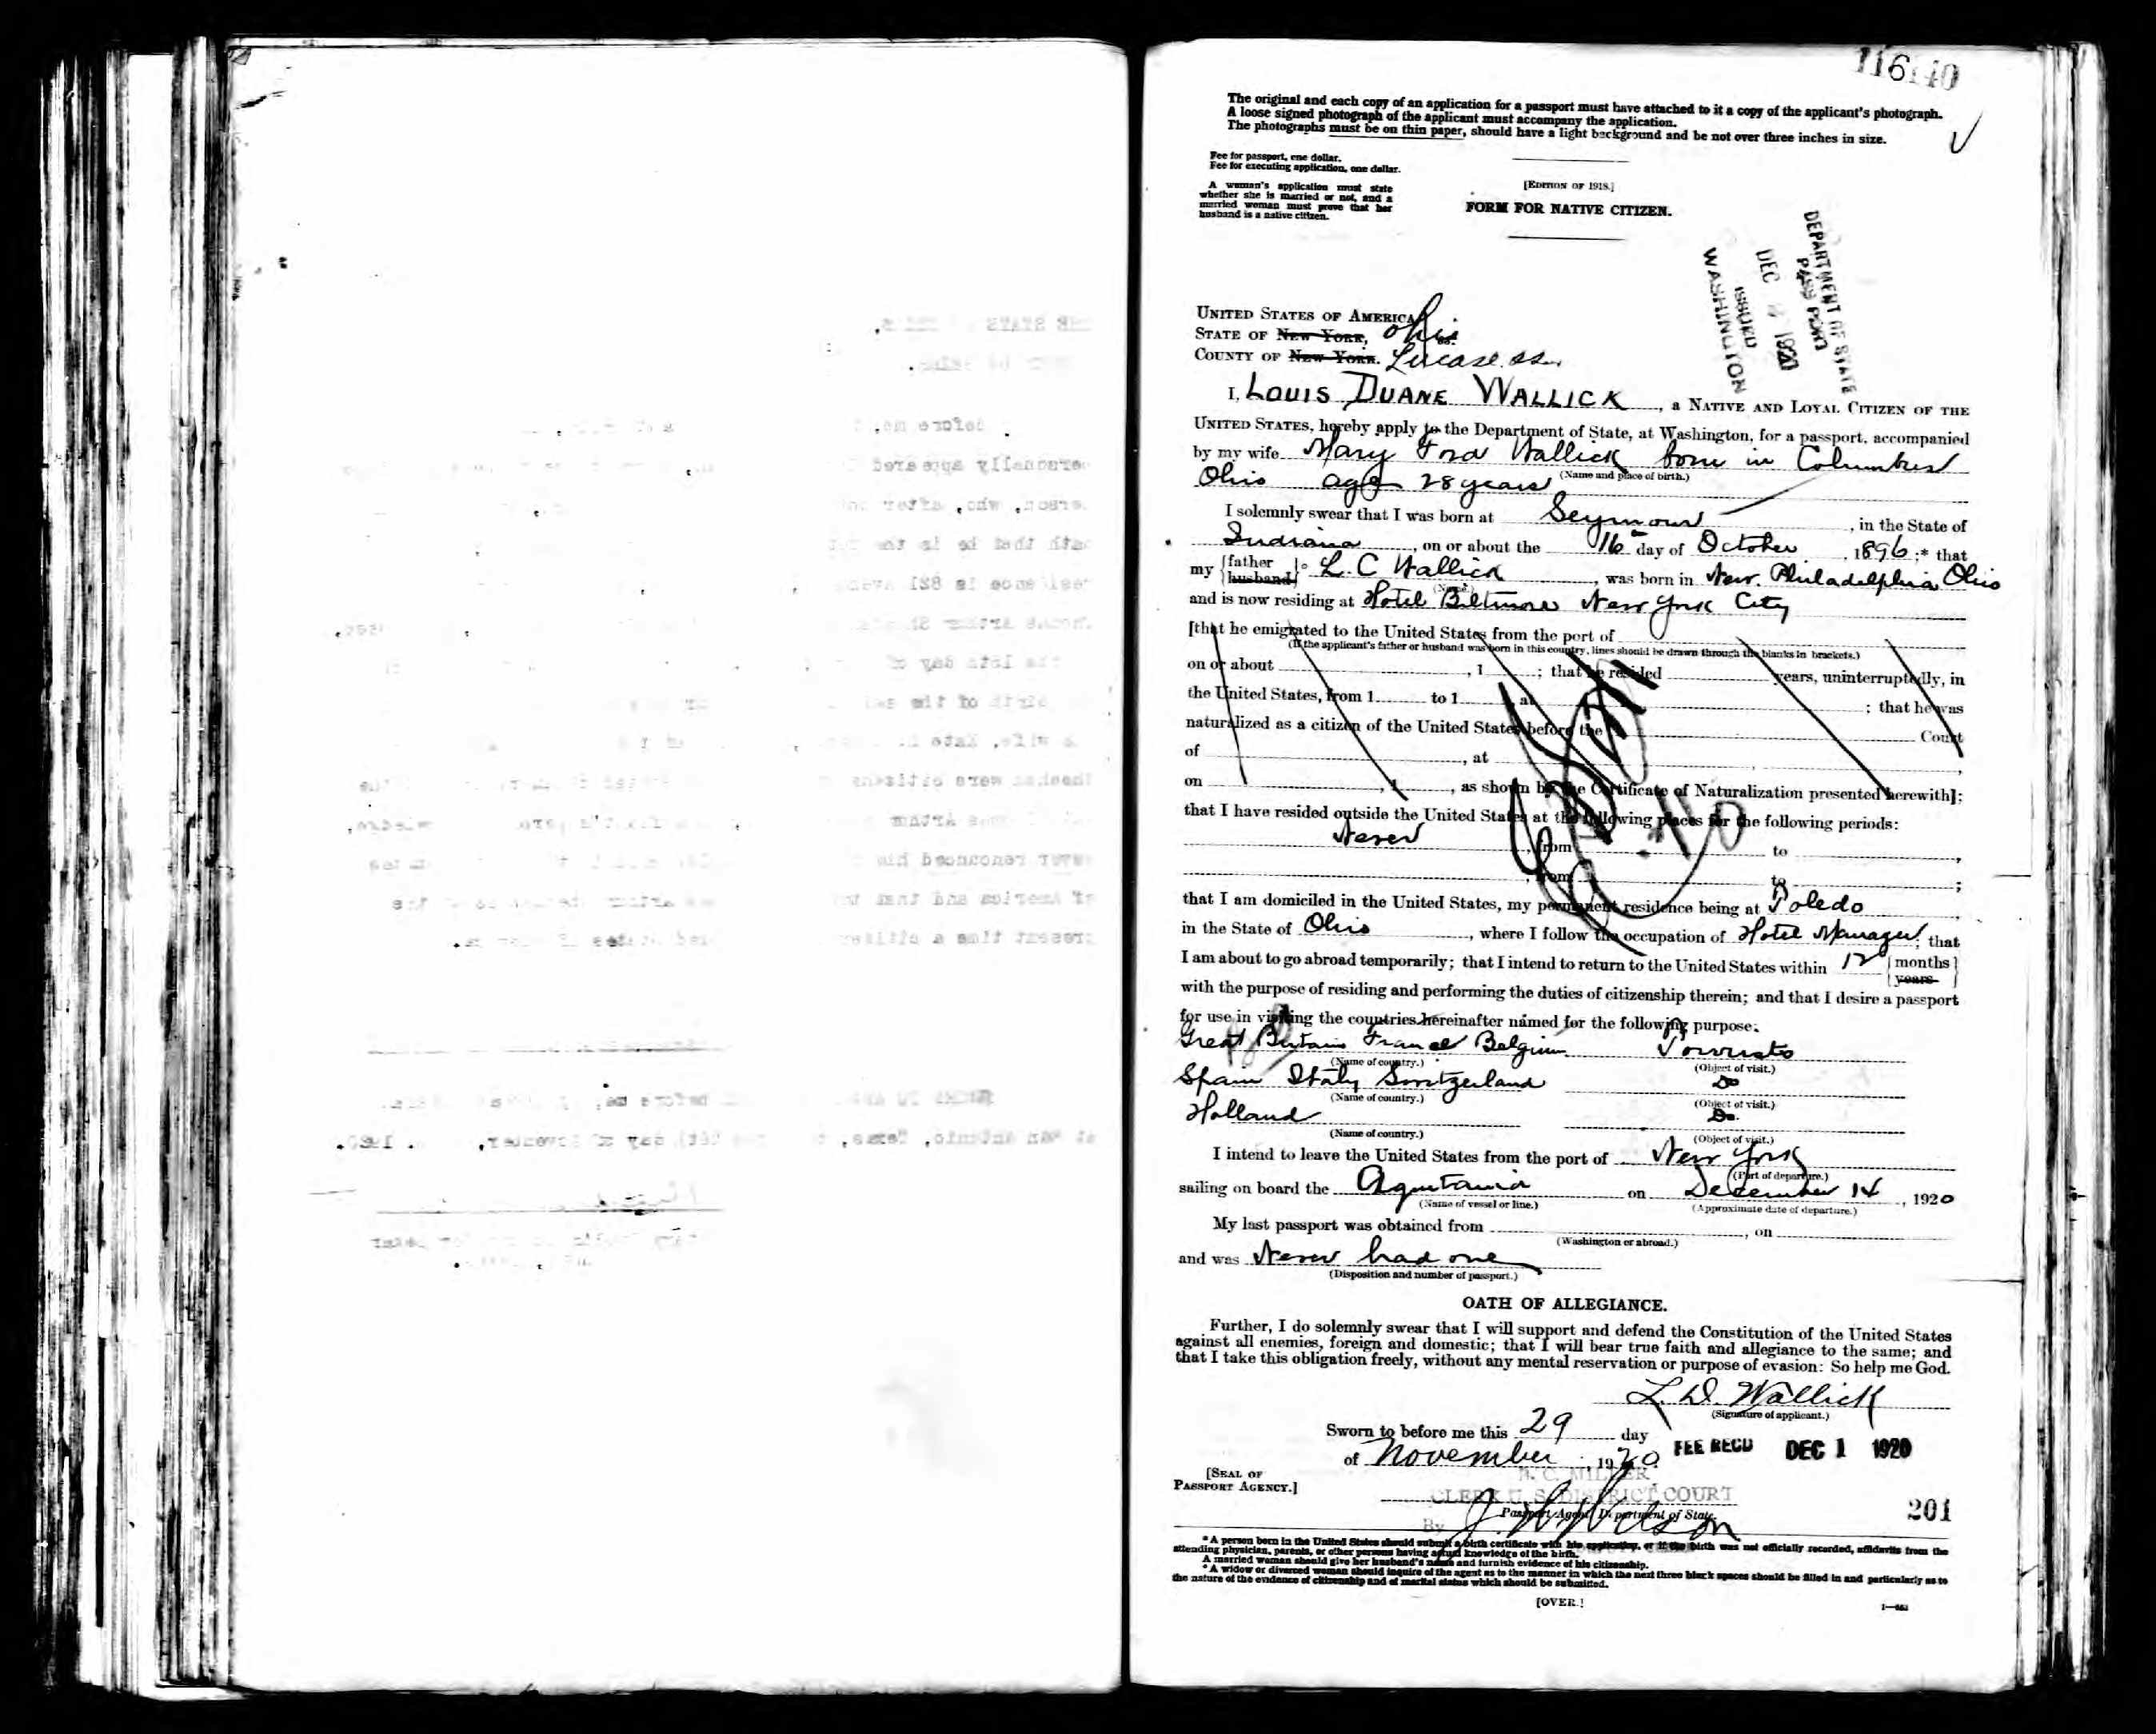 116140
The original and each copy of an application for a passport must have attached to it a copy of the applicant's photograph.
A loose signed photograph of the applicant must accompany the application.
The photographs must be on thin paper, should have a light background and be not over three inches in size.
Fee for passport, one dollar.
Fee for executing application, one dollar.
A woman's application must state
whether she is married or not, and a
married woman must prove that her
husband is a native citizen.
[EDITION OF 1918.]
FORM FOR NATIVE CITIZEN.
DEPARTMENT OF STATE
PASSPORT
DEC 1920
ISSUED
WASHINGTON
UNITED STATES OF AMERICA
STATE OF NEW YORK, Ohio ss:
COUNTY OF NEW YORK. Lucas ss.
I, LOUIS DUANE WALLICK, a NATIVE AND LOYAL CITIZEN OF THE
UNITED STATES, hereby apply to the Department of State, at Washington, for a passport, accompanied
by my wife Mary Ford Wallick born in Columbus
Ohio age 28 years (Name and place of birth.)
I solemnly swear that I was born at Seymour, in the State of
Indiana, on or about the 16 day of October, 1896;* that
my {father husband} L. C Wallick, was born in New Philadelphia Ohio
(Name.)
and is now residing at Hotel Biltmore New York City
[that he emigrated to the United States from the port of
(If the applicant's father or husband was born in this country, lines should be drawn through the blanks in brackets.)
on or about , 1 ; that he resided years, uninterruptedly, in
the United States, from 1 to 1 , at ; that he was
naturalized as a citizen of the United States before the Court
of , at ,
on , 1 , as shown by the Certificate of Naturalization presented herewith];
that I have resided outside the United States at the following places for the following periods:
Never , from to ,
, from to ;
that I am domiciled in the United States, my permanent residence being at Toledo
in the State of Ohio, where I follow the occupation of Hotel Manager; that
I am about to go abroad temporarily; that I intend to return to the United States within 12 {months years}
with the purpose of residing and performing the duties of citizenship therein; and that I desire a passport
for use in visiting the countries hereinafter named for the following purpose:
Great Britain France Belgium Tourists
(Name of country.) (Object of visit.)
Spain Italy Switzerland Do
(Name of country.) (Object of visit.)
Holland Do.
(Name of country.) (Object of visit.)
I intend to leave the United States from the port of New York
(Port of departure.)
sailing on board the Aquitania on December 14, 1920
(Name of vessel or line.) (Approximate date of departure.)
My last passport was obtained from , on
(Washington or abroad.)
and was Never had one
(Disposition and number of passport.)
OATH OF ALLEGIANCE.
Further, I do solemnly swear that I will support and defend the Constitution of the United States
against all enemies, foreign and domestic; that I will bear true faith and allegiance to the same; and
that I take this obligation freely, without any mental reservation or purpose of evasion: So help me God.
L. D. Wallick
(Signature of applicant.)
Sworn to before me this 29 day
of November, 1920. FEE RECD DEC 1 1920
[SEAL OF
PASSPORT AGENCY.]
B. C. MILLER,
CLERK U. S. DISTRICT COURT
Passport Agent, Department of State. 201
By J W Wilson
* A person born in the United States should submit a birth certificate with his application, or if the birth was not officially recorded, affidavits from the
attending physician, parents, or other persons having actual knowledge of the birth.
A married woman should give her husband's name and furnish evidence of his citizenship.
* A widow or divorced woman should inquire of the agent as to the manner in which the next three blank spaces should be filled in and particularly as to
the nature of the evidence of citizenship and of marital status which should be submitted.
[OVER.]